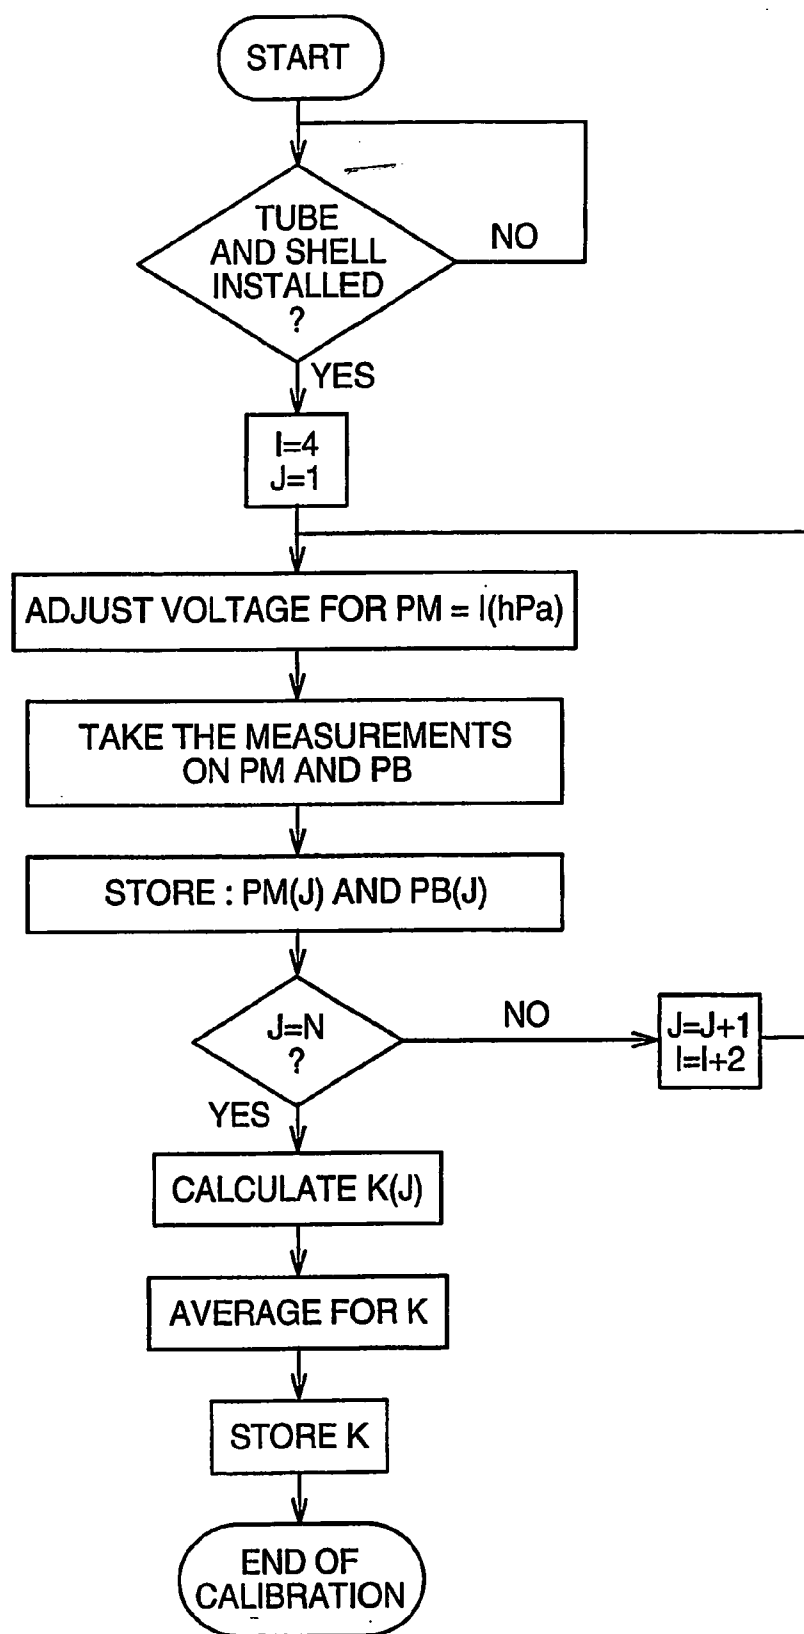 START
TUBE
AND SHELL
INSTALLED
?
NO
YES
I=4
J=1
ADJUST VOLTAGE FOR PM = I(hPa)
TAKE THE MEASUREMENTS
ON PM AND PB
STORE : PM(J) AND PB(J)
J=N
?
NO
J=J+1
I=I+2
YES
CALCULATE K(J)
AVERAGE FOR K
STORE K
END OF
CALIBRATION